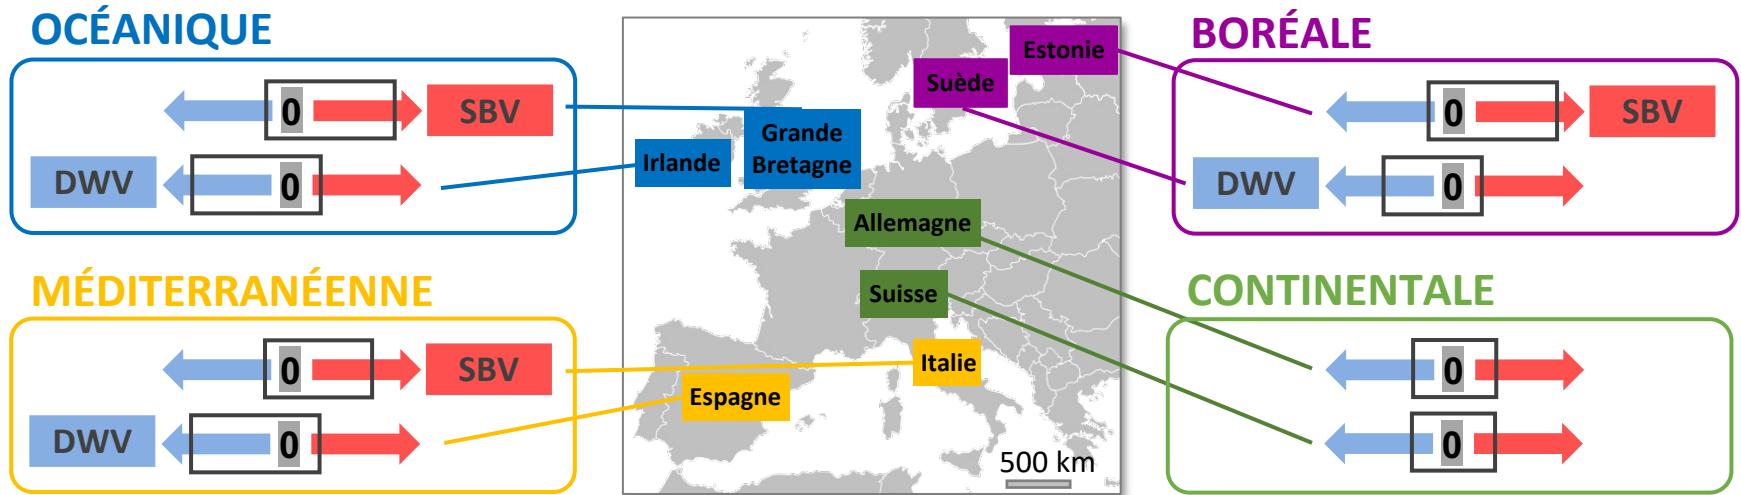 OCÉANIQUE
0
SBV
DWV
0
MÉDITERRANÉENNE
0
SBV
DWV
0
Estonie
Suède
Grande
Bretagne
Irlande
Allemagne
Suisse
Italie
Espagne
500 km
BORÉALE
0
SBV
DWV
0
CONTINENTALE
0
0